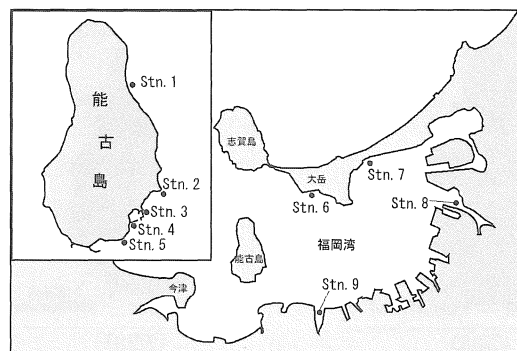 能古島
Stn. 1
Stn. 2
Stn. 3
Stn. 4
Stn. 5
志賀島
大岳
Stn. 7
Stn. 6
Stn. 8
福岡湾
能古島
今津
Stn. 9